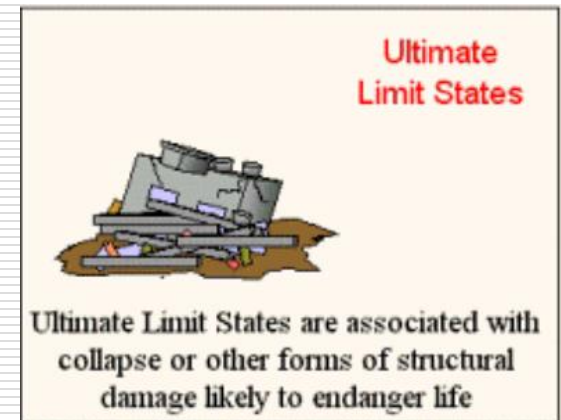 Ultimate
Limit States
Ultimate Limit States are associated with
collapse or other forms of structural
damage likely to endanger life